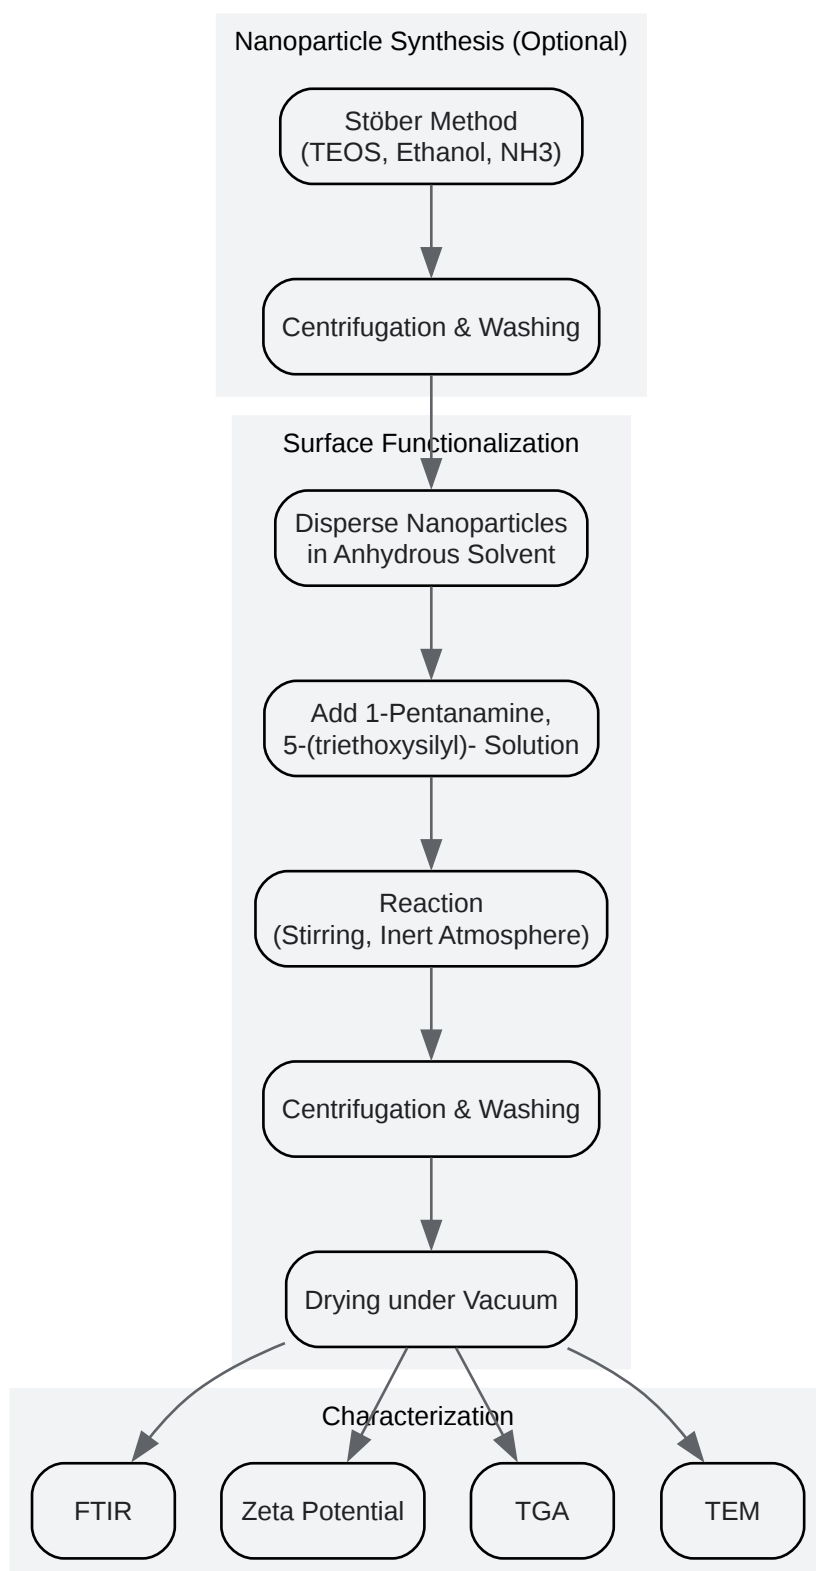 Nanoparticle Synthesis (Optional)
Stöber Method
(TEOS, Ethanol, NH3)
Centrifugation & Washing
Surface Functionalization
Disperse Nanoparticles
in Anhydrous Solvent
Add 1-Pentanamine,
5-(triethoxysilyl)- Solution
Reaction
(Stirring, Inert Atmosphere)
Centrifugation & Washing
Drying under Vacuum
Characterization
FTIR
Zeta Potential
TGA
TEM